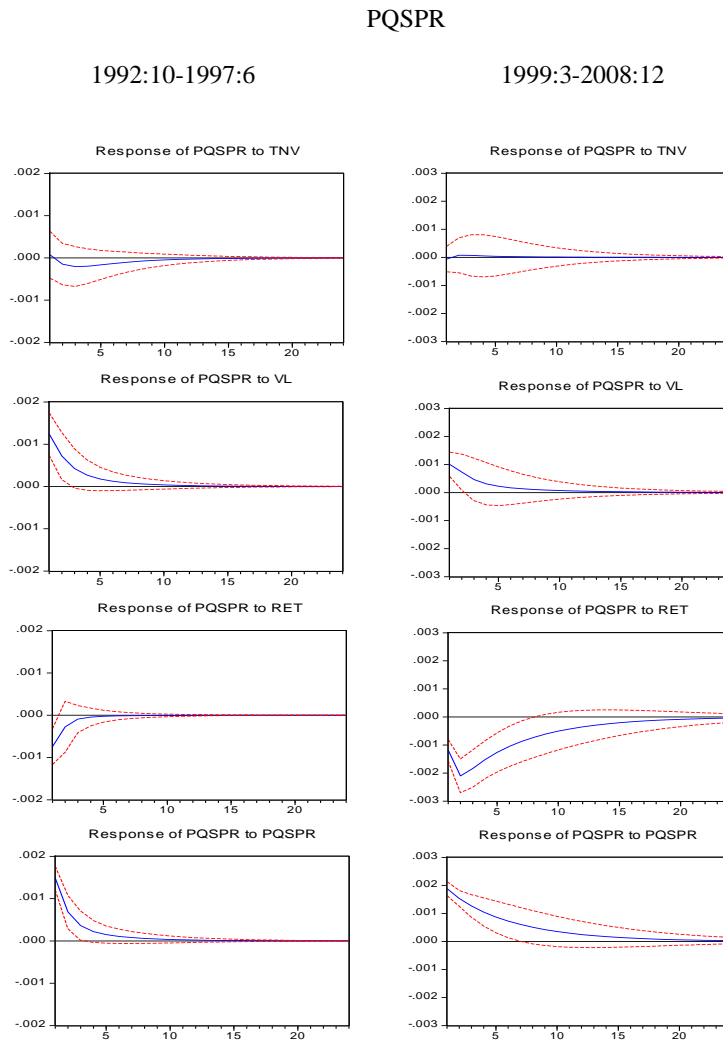 PQSPR
1992:10-1997:6
1999:3-2008:12
Response of PQSPR to TNV
.002
.001
.000
-.001
-.002
5 10 15 20
Response of PQSPR to TNV
.003
.002
.001
.000
-.001
-.002
-.003
5 10 15 20
Response of PQSPR to VL
.002
.001
.000
-.001
-.002
5 10 15 20
Response of PQSPR to VL
.003
.002
.001
.000
-.001
-.002
-.003
5 10 15 20
Response of PQSPR to RET
.002
.001
.000
-.001
-.002
5 10 15 20
Response of PQSPR to RET
.003
.002
.001
.000
-.001
-.002
-.003
5 10 15 20
Response of PQSPR to PQSPR
.002
.001
.000
-.001
-.002
5 10 15 20
Response of PQSPR to PQSPR
.003
.002
.001
.000
-.001
-.002
-.003
5 10 15 20